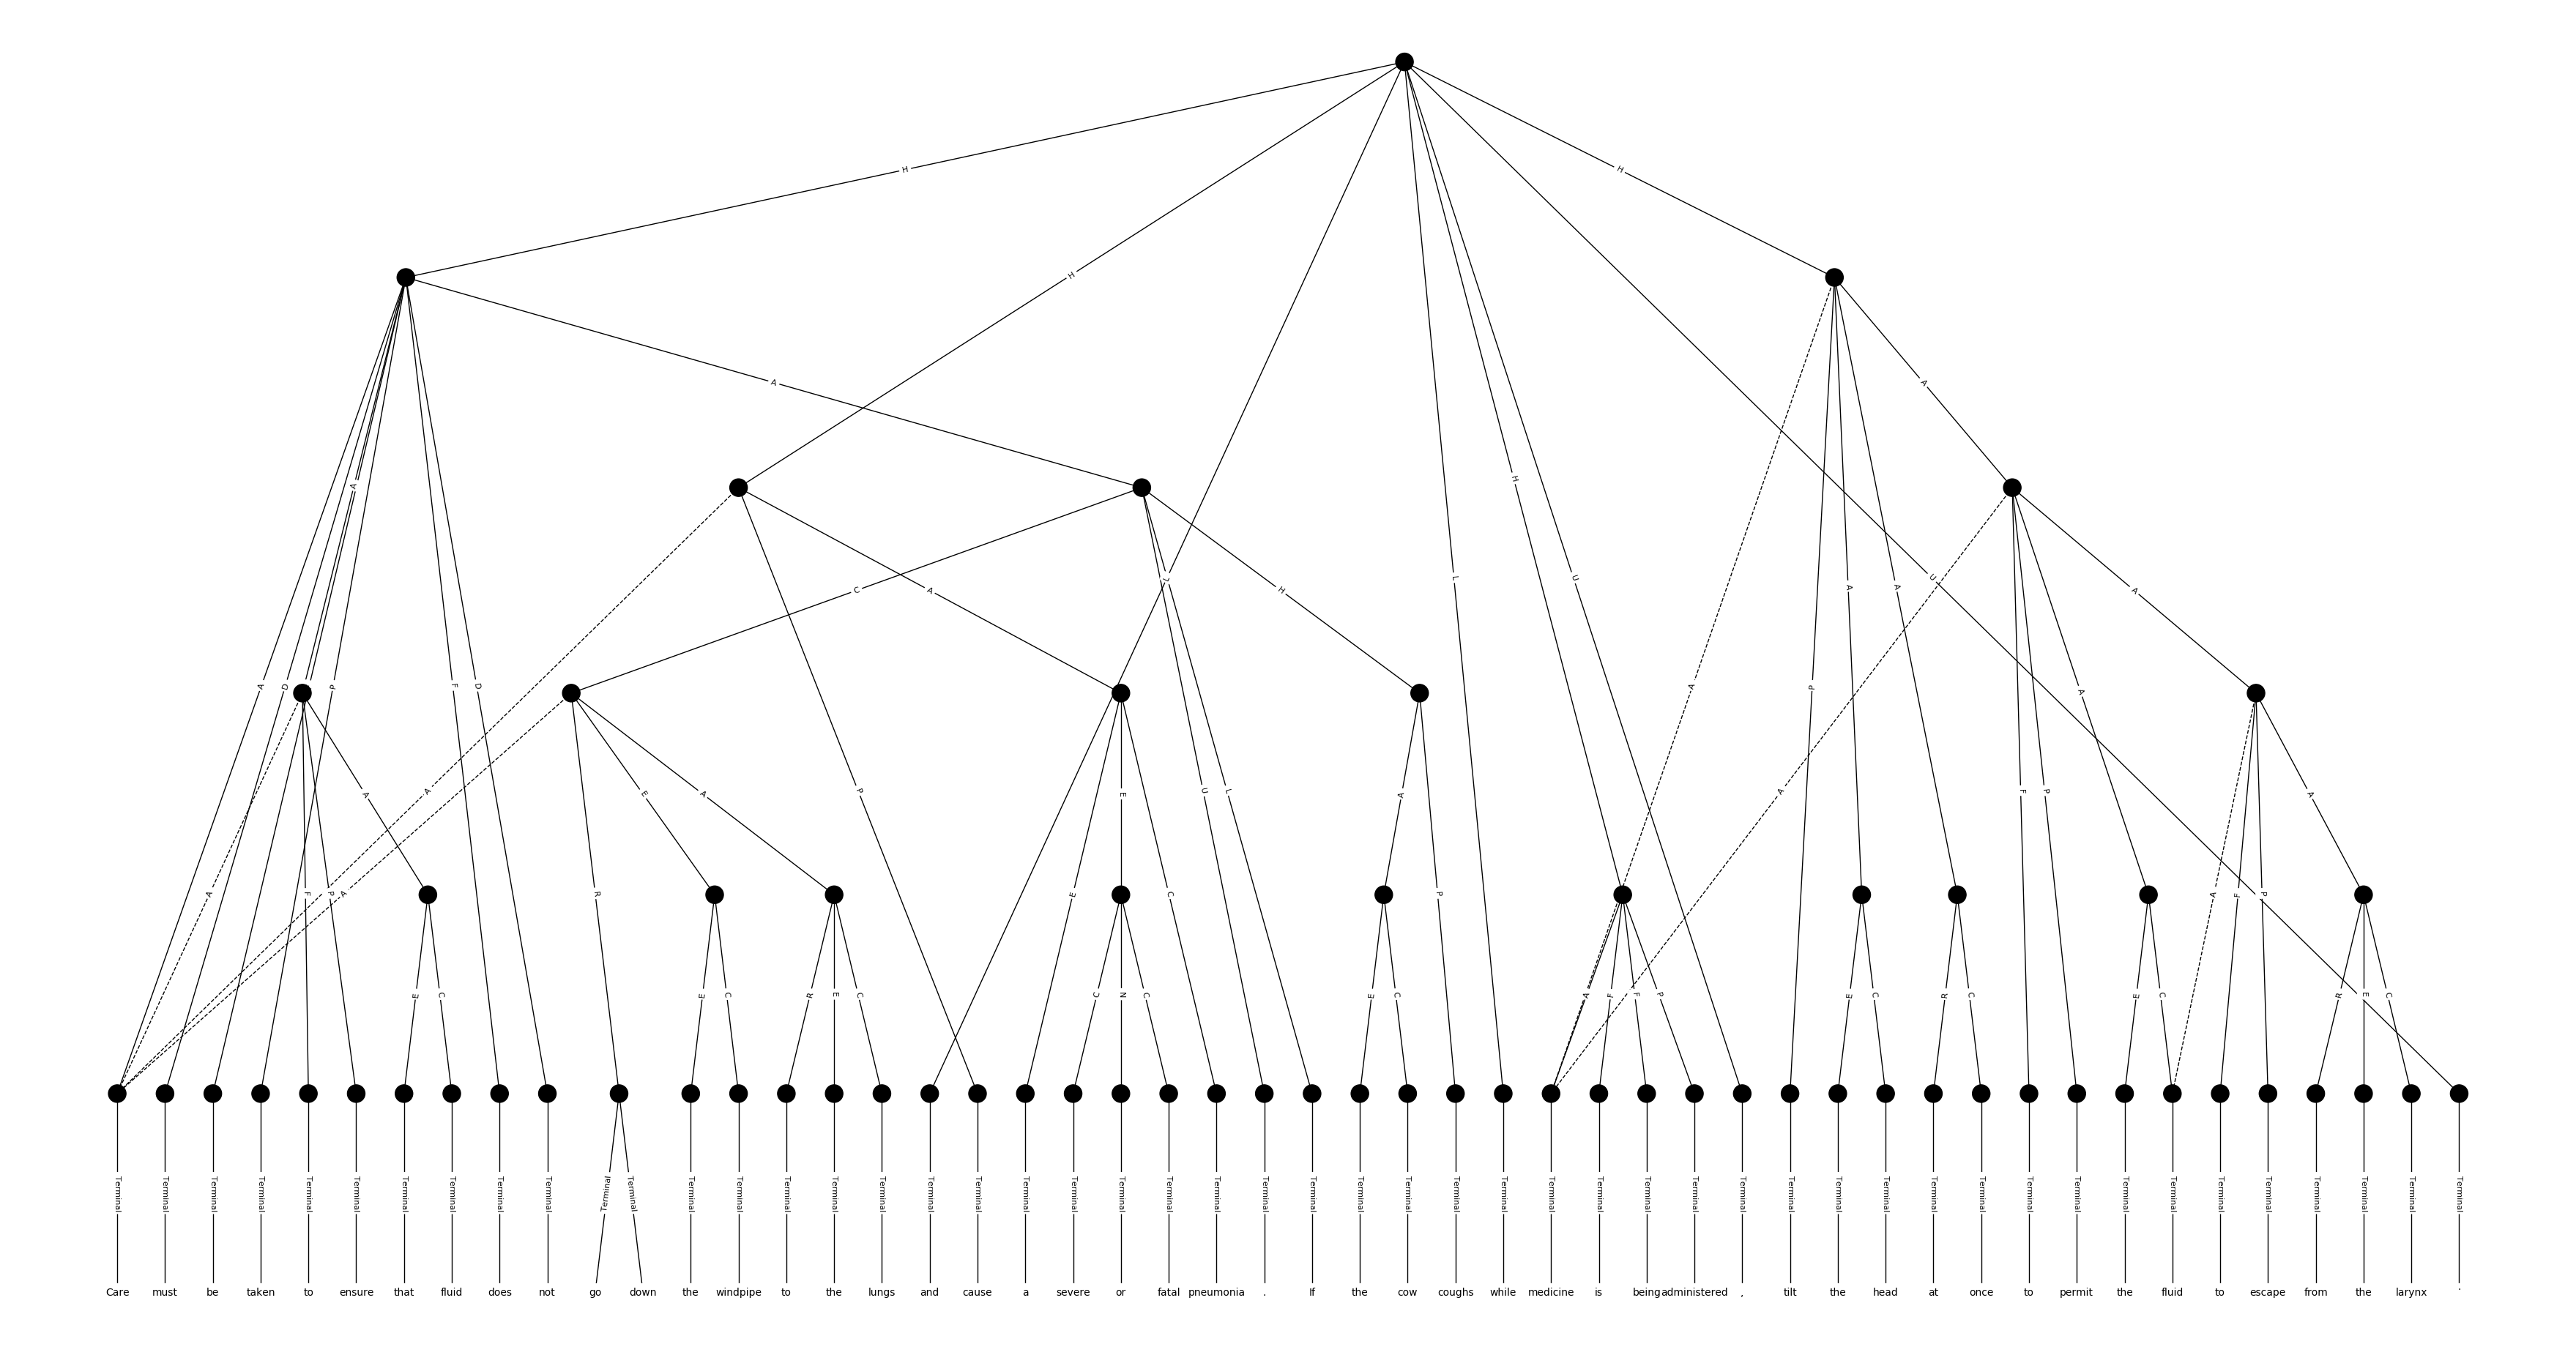 H
H
H
A
A
A
H
C
A
L
H
L
U
A
A
U
A
A
D
P
F
D
A
P
A
A
A
A
E
A
P
E
U
L
A
A
F
P
A
A
F
P
A
R
E
C
P
A
F
P
E
C
E
C
R
E
C
C
N
C
E
C
A
F
F
P
E
C
R
C
E
C
R
E
C
Terminal Terminal Terminal Terminal Terminal Terminal Terminal Terminal Terminal Terminal Terminal Terminal Terminal Terminal Terminal Terminal Terminal Terminal Terminal Terminal Terminal Terminal Terminal Terminal Terminal Terminal Terminal Terminal Terminal Terminal Terminal Terminal Terminal Terminal Terminal Terminal Terminal Terminal Terminal Terminal Terminal Terminal Terminal Terminal Terminal Terminal Terminal Terminal Terminal Terminal
Care must be taken to ensure that fluid does not go down the windpipe to the lungs and cause a severe or fatal pneumonia . If the cow coughs while medicine is being administered , tilt the head at once to permit the fluid to escape from the larynx .